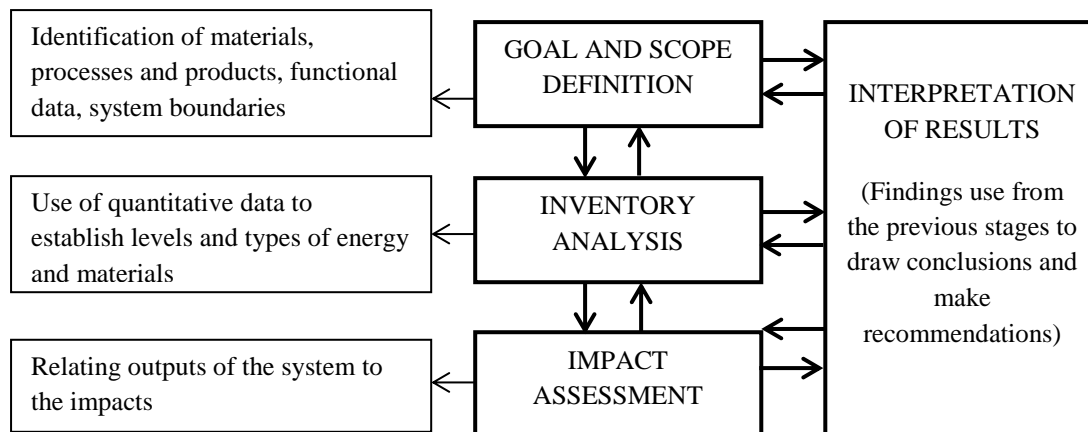 Identification of materials,
processes and products, functional
data, system boundaries
GOAL AND SCOPE
DEFINITION
Use of quantitative data to
establish levels and types of energy
and materials
INVENTORY
ANALYSIS
Relating outputs of the system to
the impacts
IMPACT
ASSESSMENT
INTERPRETATION
OF RESULTS
(Findings use from
the previous stages to
draw conclusions and
make
recommendations)